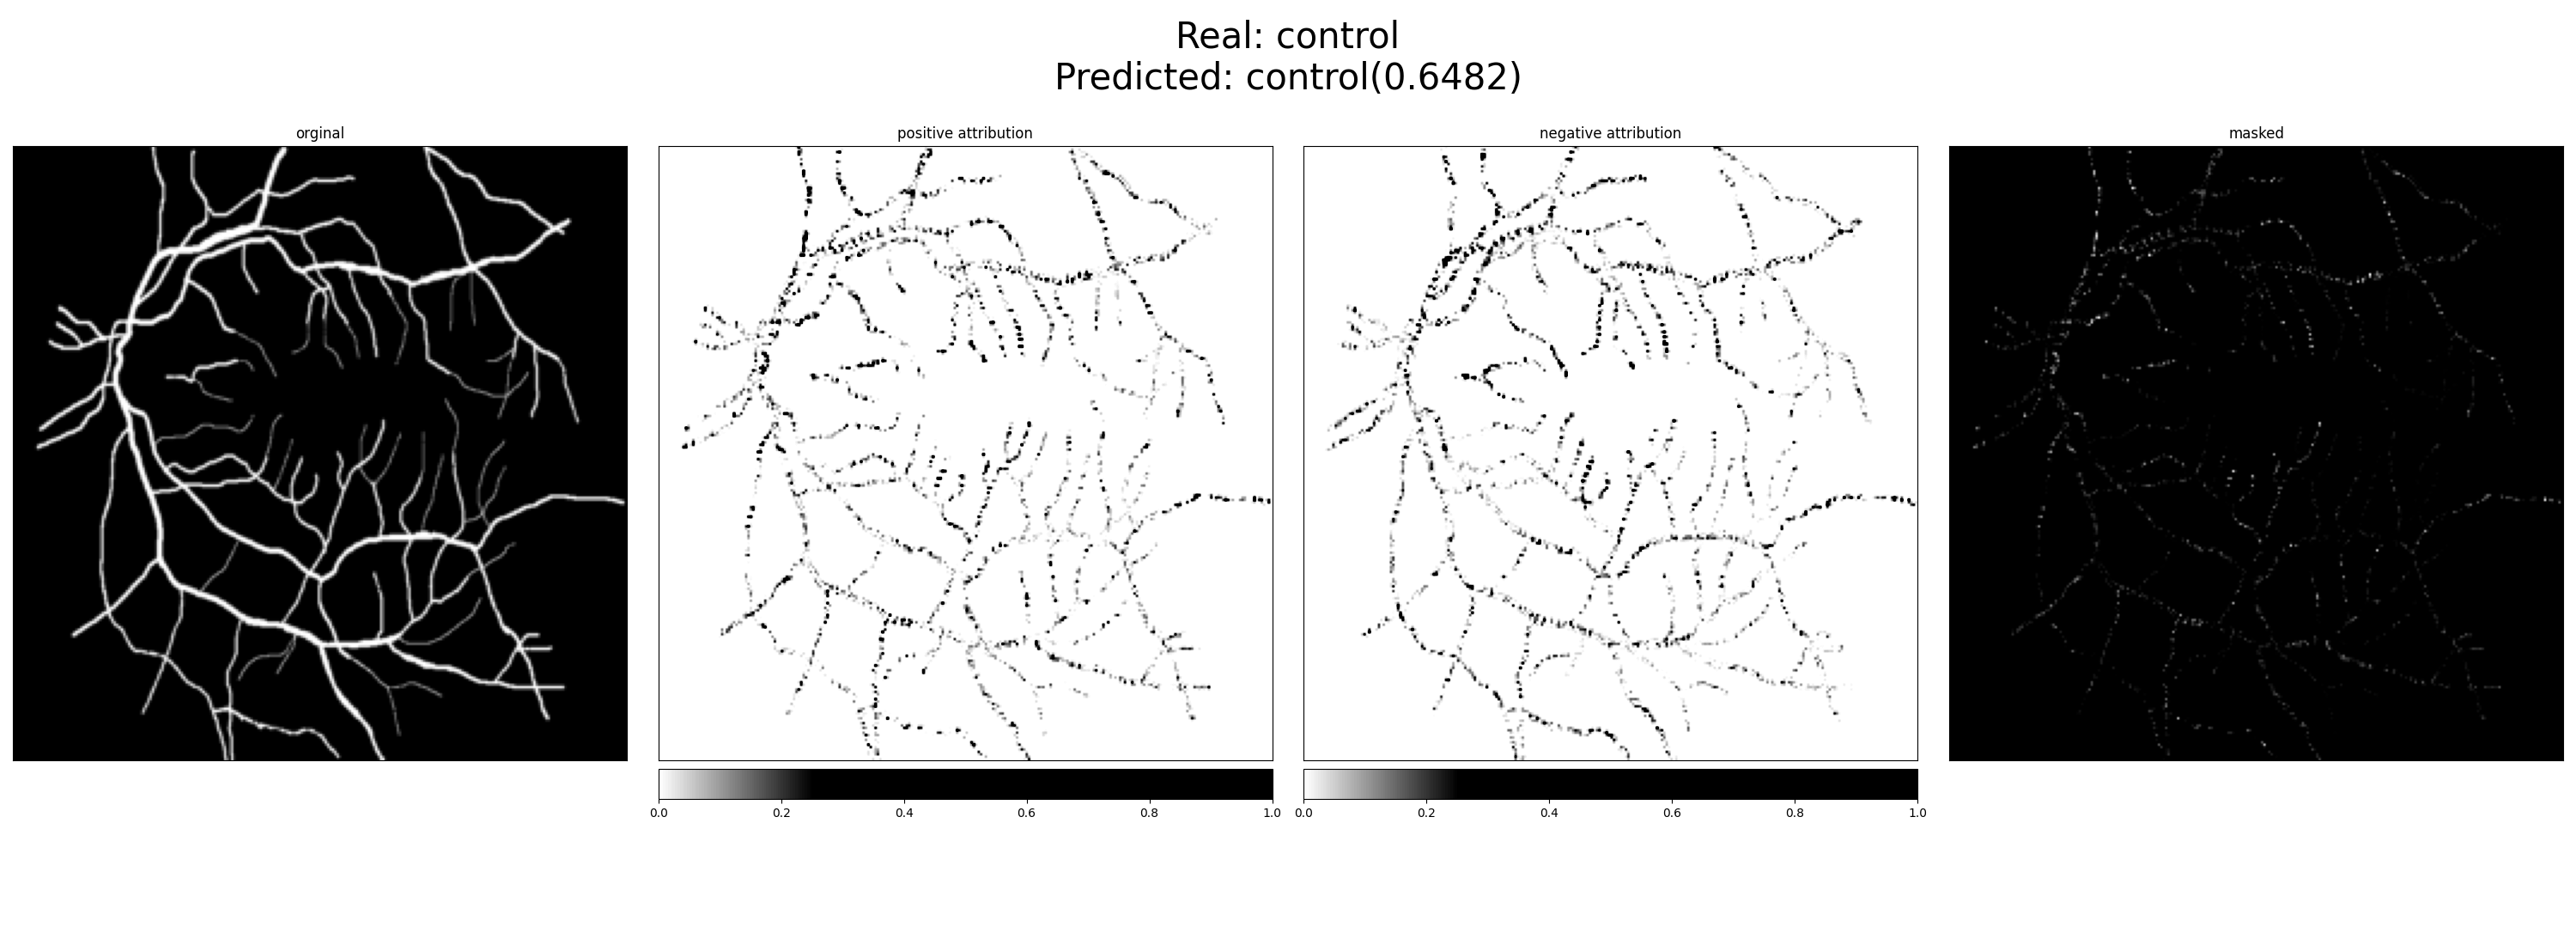 Real: control
Predicted: control(0.6482)
orginal
positive attribution
negative attribution
masked
0.0 0.2 0.4 0.6 0.8 1.0
0.0 0.2 0.4 0.6 0.8 1.0